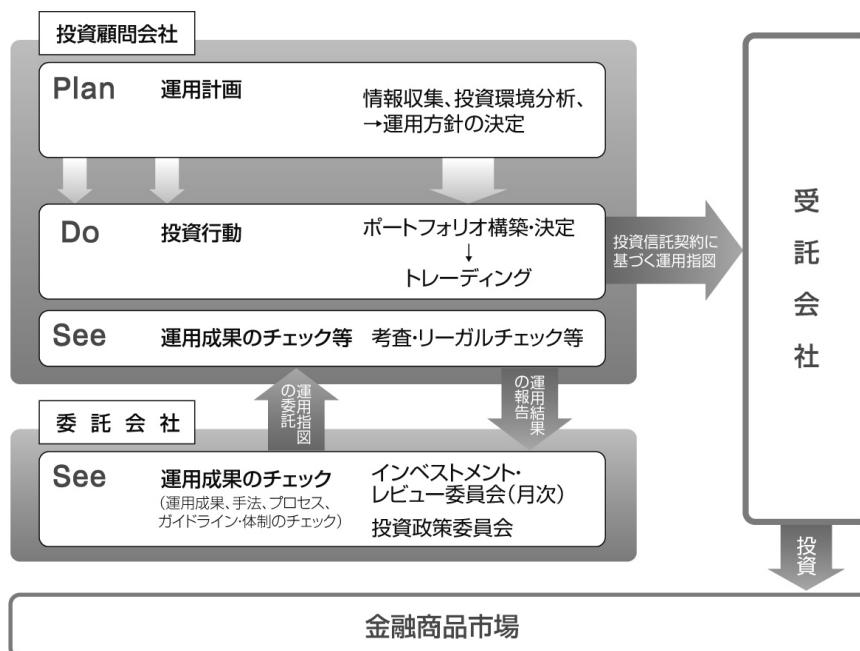 投資顧問会社
Plan 運用計画 情報収集、投資環境分析、
→運用方針の決定
Do 投資行動 ポートフォリオ構築・決定
↓
トレーディング
See 運用成果のチェック等 考査・リーガルチェック等
投資信託契約に
基づく運用指図
受託会社
運用指図
の委託
運用結果
の報告
委託会社
See 運用成果のチェック
(運用成果、手法、プロセス、
ガイドライン・体制のチェック)
インベストメント・
レビュー委員会(月次)
投資政策委員会
投資
金融商品市場